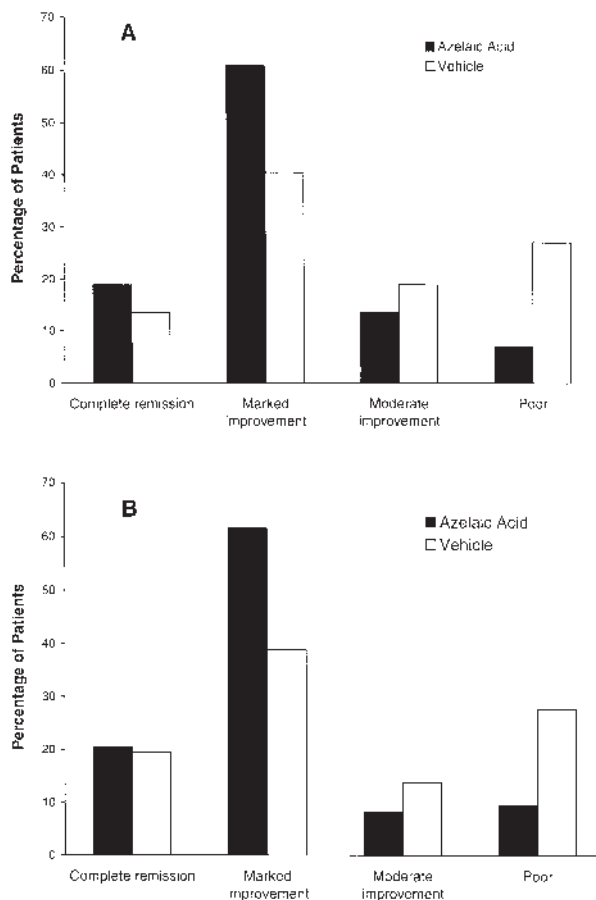 70
A
Azelaic Acid
Vehicle
60
50
40
30
20
10
0
Percentage of Patients
Complete remission
Marked
improvement
Moderate
improvement
Poor
70
B
Azelaic Acid
Vehicle
60
50
40
30
20
10
0
Percentage of Patients
Complete remission
Marked
mprovement
Moderate
improvement
Poor